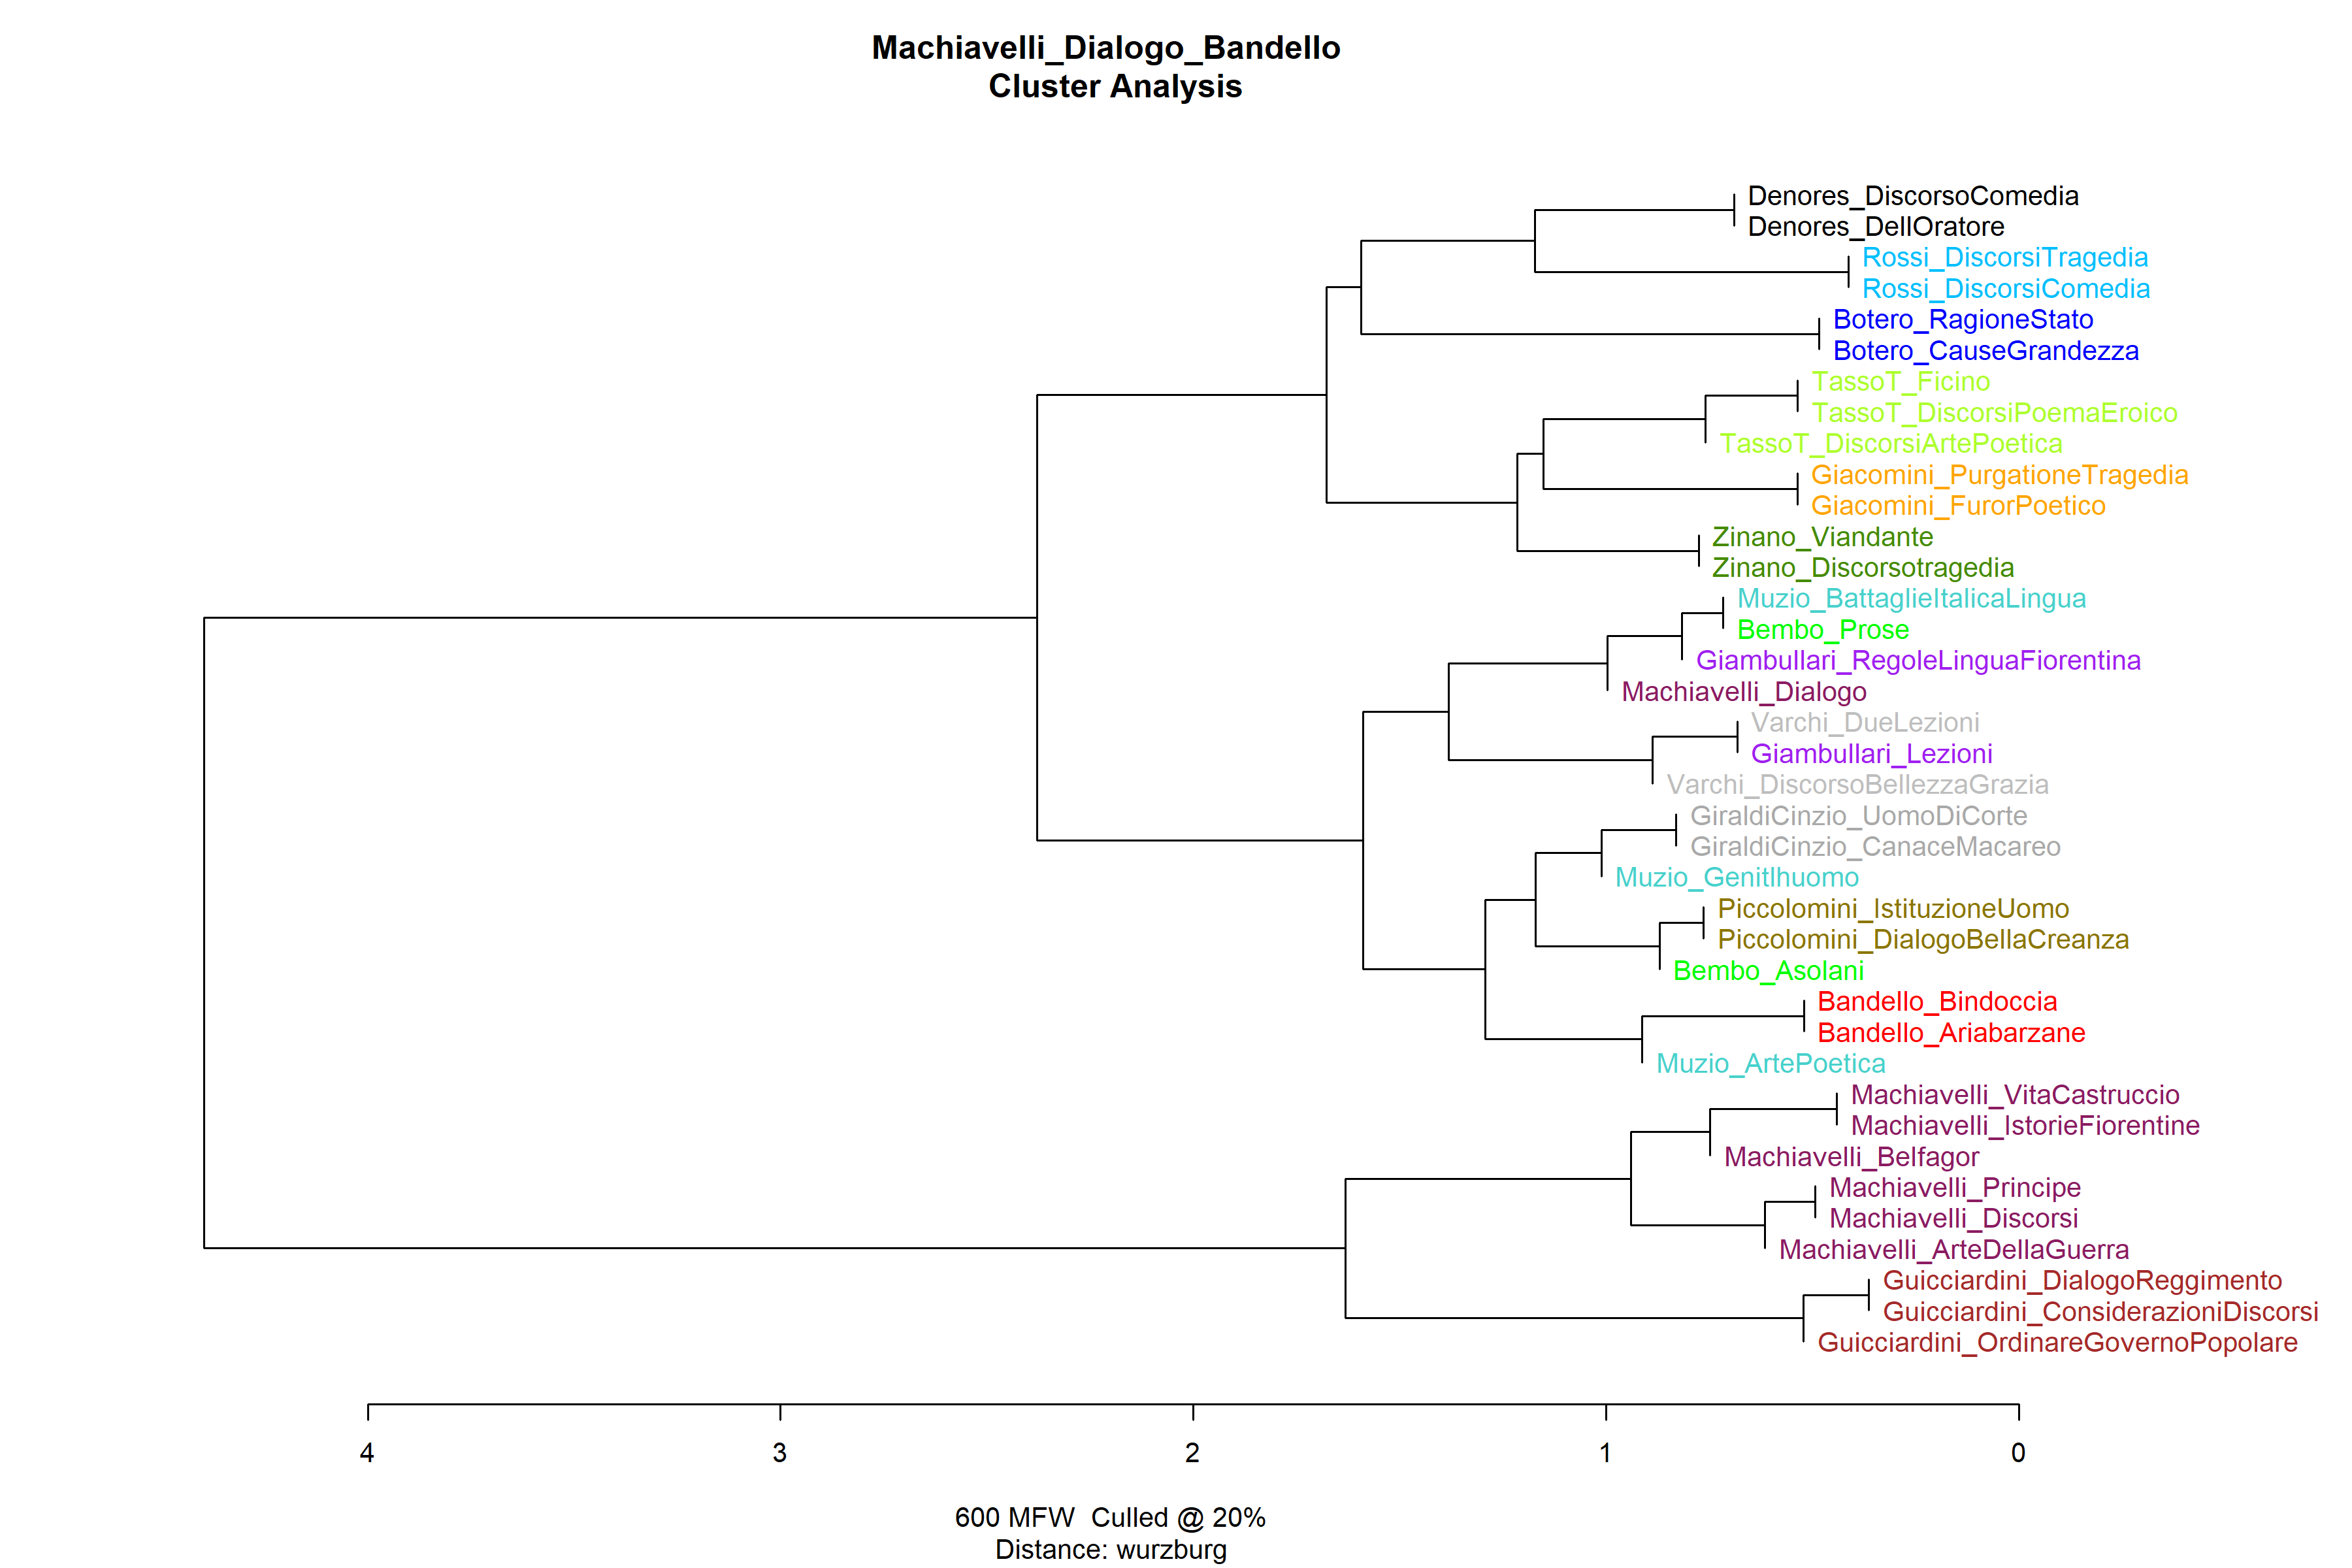 Machiavelli_Dialogo_Bandello
Cluster Analysis
Denores_DiscorsoComedia
Denores_DellOratore
Rossi_DiscorsiTragedia
Rossi_DiscorsiComedia
Botero_RagioneStato
Botero_CauseGrandezza
TassoT_Ficino
TassoT_DiscorsiPoemaEroico
TassoT_DiscorsiArtePoetica
Giacomini_PurgationeTragedia
Giacomini_FurorPoetico
Zinano_Viandante
Zinano_Discorsotragedia
Muzio_BattaglieItalicaLingua
Bembo_Prose
Giambullari_RegoleLinguaFiorentina
Machiavelli_Dialogo
Varchi_DueLezioni
Giambullari_Lezioni
Varchi_DiscorsoBellezzaGrazia
GiraldiCinzio_UomoDiCorte
GiraldiCinzio_CanaceMacareo
Muzio_Genitlhuomo
Piccolomini_IstituzioneUomo
Piccolomini_DialogoBellaCreanza
Bembo_Asolani
Bandello_Bindoccia
Bandello_Ariabarzane
Muzio_ArtePoetica
Machiavelli_VitaCastruccio
Machiavelli_IstorieFiorentine
Machiavelli_Belfagor
Machiavelli_Principe
Machiavelli_Discorsi
Machiavelli_ArteDellaGuerra
Guicciardini_DialogoReggimento
Guicciardini_ConsiderazioniDiscorsi
Guicciardini_OrdinareGovernoPopolare
4 3 2 1 0
600 MFW  Culled @ 20%
Distance: wurzburg